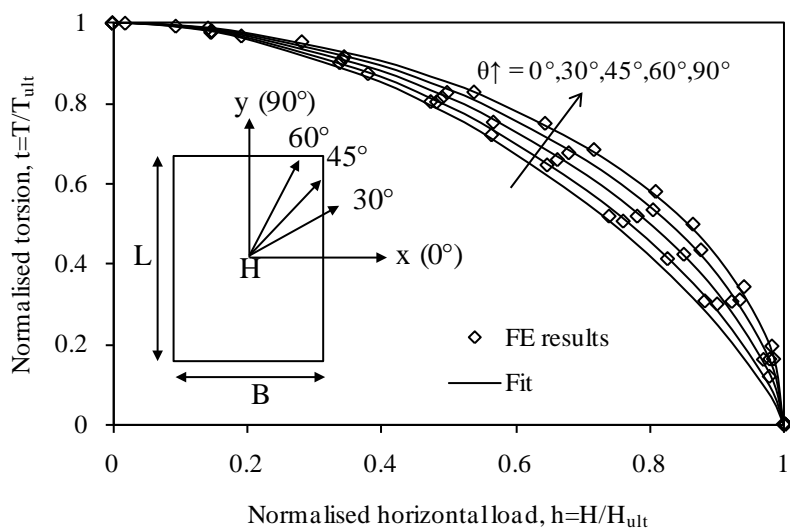 1
0.8
0.6
0.4
0.2
0
Normalised torsion, t=T/T_ult
θ↑ = 0°,30°,45°,60°,90°
y (90°)
60°
45°
30°
L
H
x (0°)
B
FE results
Fit
0
0.2
0.4
0.6
0.8
1
Normalised horizontal load, h=H/H_ult